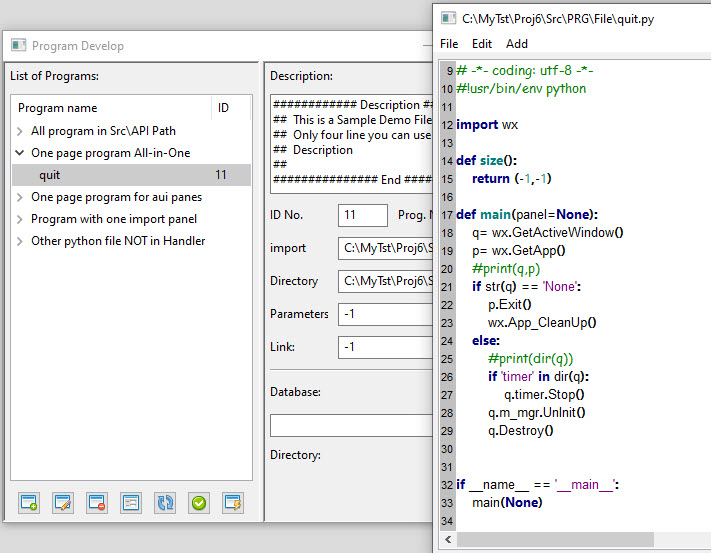 Program Develop
List of Programs:
Program name ID
All program in Src\API Path
One page program All-in-One
quit 11
One page program for aui panes
Program with one import panel
Other python file NOT in Handler
Description:
############ Description ##
## This is a Sample Demo File
## Only four line you can use
## Description
##
############### End ####
ID No. 11 Prog. N
import C:\MyTst\Proj6\S
Directory C:\MyTst\Proj6\S
Parameters -1
Link: -1
Database:
Directory:
C:\MyTst\Proj6\Src\PRG\File\quit.py
File Edit Add
9 # -*- coding: utf-8 -*-
10 #!usr/bin/env python
11
12 import wx
13
14 def size():
15 return (-1,-1)
16
17 def main(panel=None):
18 q= wx.GetActiveWindow()
19 p= wx.GetApp()
20 #print(q,p)
21 if str(q) == 'None':
22 p.Exit()
23 wx.App_CleanUp()
24 else:
25 #print(dir(q))
26 if 'timer' in dir(q):
27 q.timer.Stop()
28 q.m_mgr.UnInit()
29 q.Destroy()
30
31
32 if __name__ == '__main__':
33 main(None)
34